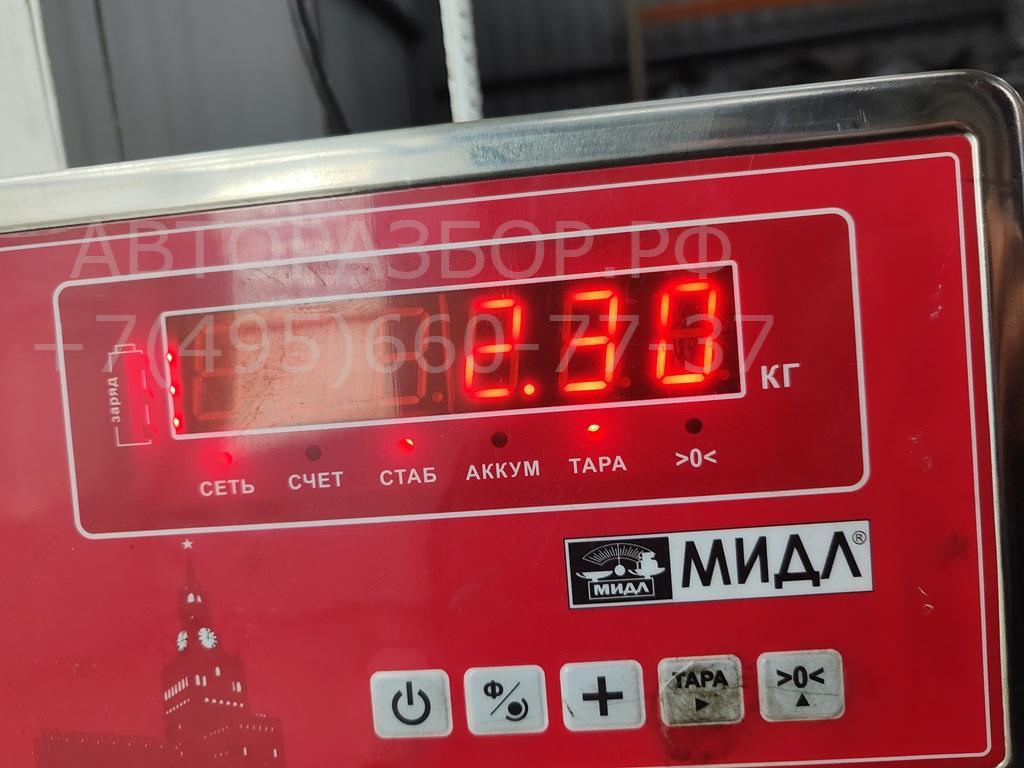 АВТОРАЗБОР.РФ
+7(495)660-77-37
заряд
2.30 КГ
СЕТЬ СЧЕТ СТАБ АККУМ ТАРА >0<
МИДЛ МИДЛ®
Ф/ + ТАРА >0<